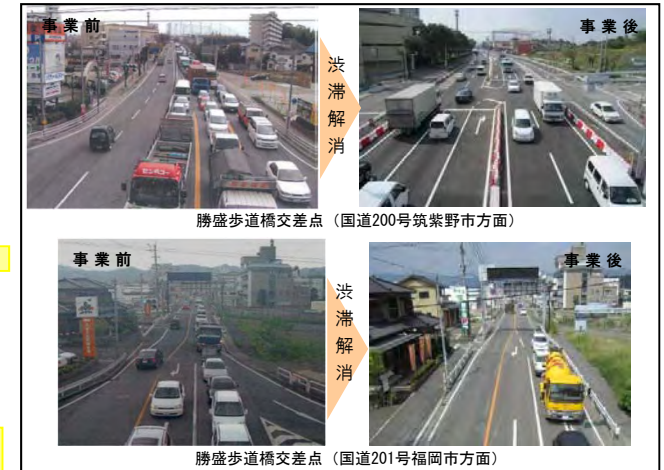 事業前
事業後
渋滞解消
勝盛歩道橋交差点（国道200号筑紫野市方面）
事業前
事業後
渋滞解消
勝盛歩道橋交差点（国道201号福岡市方面）